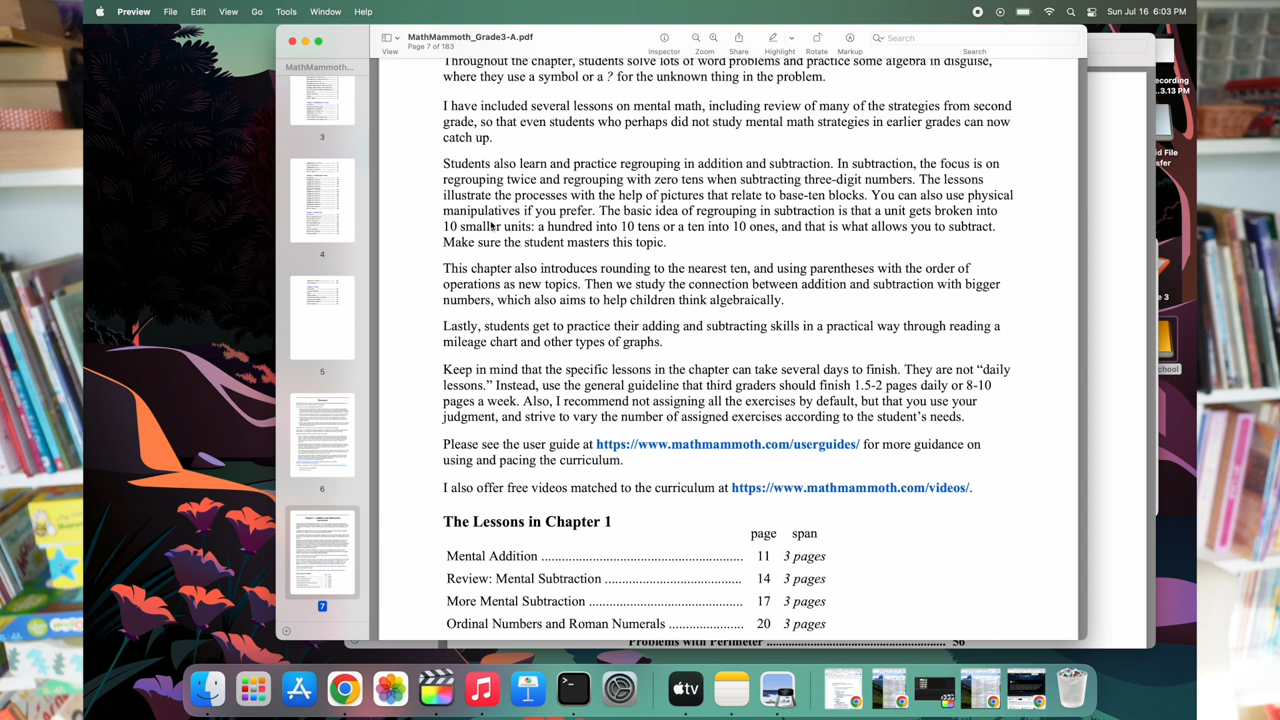 Preview File Edit View Go Tools Window Help
Sun Jul 16 6:03 PM
MathMammoth_Grade3-A.pdf
Page 7 of 183
View
Inspector
Zoom
Share
Highlight
Rotate
Markup
Search
Search
MathMammoth...
3
4
5
6
7
Throughout the chapter, students solve lots of word problems and practice some algebra in disguise,
where they use a symbol or a ? for the unknown thing in the problem.
I have included several lessons on mental math, including a review of many of the strategies from second
grade, so that even students who perhaps did not study mental math strategies in earlier grades can now
catch up.
Students also learn and practice regrouping in addition and subtraction. In subtraction, the focus is on
regrouping twice and regrouping with zero tens while subtracting three-digit numbers. The lessons
illustrate the process with the help of pictures that relate to base-ten blocks. You can also use physical
manipulatives if you prefer. The basic idea of regrouping in subtraction is that a unit gets broken into
10 smaller units: a hundred into 10 tens or a ten into 10 ones, and that is what allows you to subtract.
Make sure the student masters this topic.
This chapter also introduces rounding to the nearest ten, and using parentheses with the order of
operations as new topics. Then we study the connection between addition and subtraction with bigger
numbers, which also aims to help children think algebraically.
Lastly, students get to practice their adding and subtracting skills in a practical way through reading a
mileage chart and other types of graphs.
Keep in mind that the specific lessons in the chapter can take several days to finish. They are not “daily
lessons.” Instead, use the general guideline that third graders should finish 1.5-2 pages daily or 8-10
pages a week. Also, I recommend not assigning all the exercises by default, but that you use your
judgment, and strive to vary the number of assigned exercises according to the student’s needs.
Please see the user guide at https://www.mathmammoth.com/userguides/ for more guidance on
using and pacing the curriculum.
I also offer free videos matched to the curriculum at https://www.mathmammoth.com/videos/.
The Lessons in Chapter 1
page span
Mental Addition ........ 11 3 pages
Review: Mental Subtraction ........ 14 3 pages
More Mental Subtraction ........ 17 3 pages
Ordinal Numbers and Roman Numerals ........ 20 3 pages
Problems with Perimeter ........ 56
ecording
...3.13 PM
ld File
sfer
e 3
chool
tv